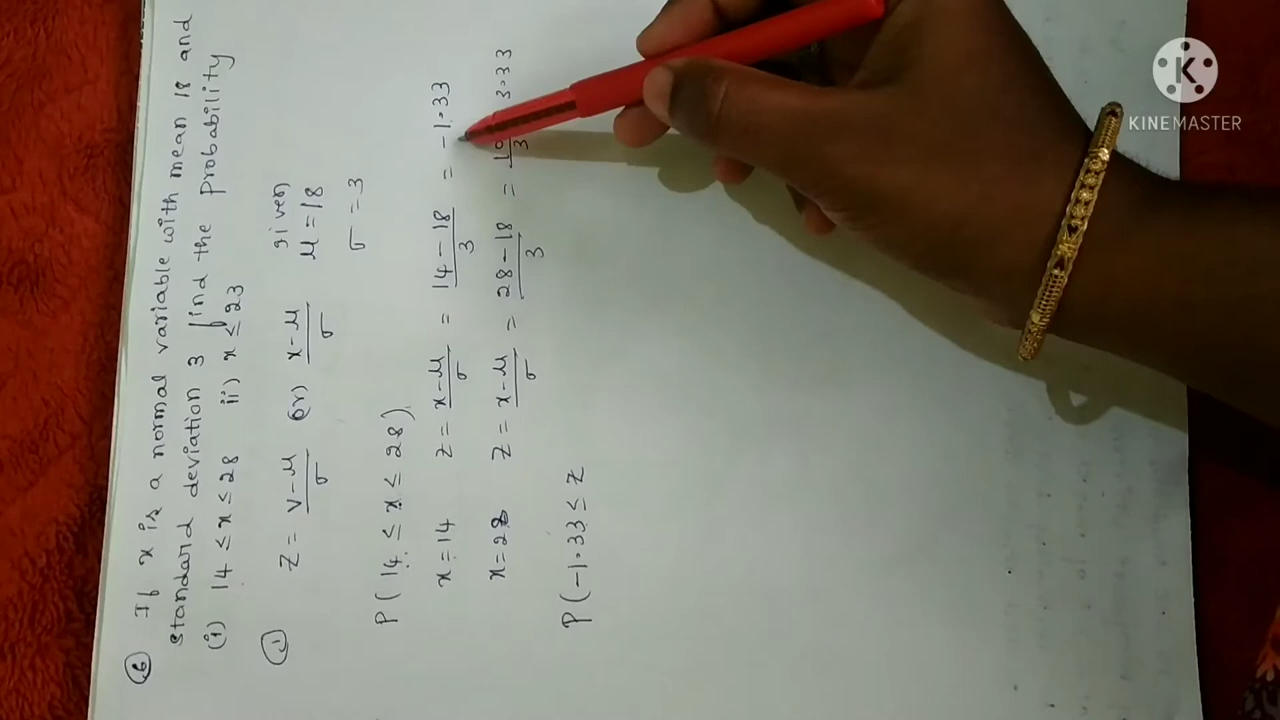 ⑥ If x is a normal variable with mean 18 and
standard deviation 3 find the probability
(i) 14 ≤ x ≤ 28 ii) x ≤ 23
① Z = v-μ/σ (or) x-μ/σ given
μ = 18
σ = 3
P(14 ≤ x ≤ 28)
x = 14 Z = x-μ/σ = 14-18/3 = -1.33
x = 28 Z = x-μ/σ = 28-18/3 = 3.33
P(-1.33 ≤ Z
KINEMASTER